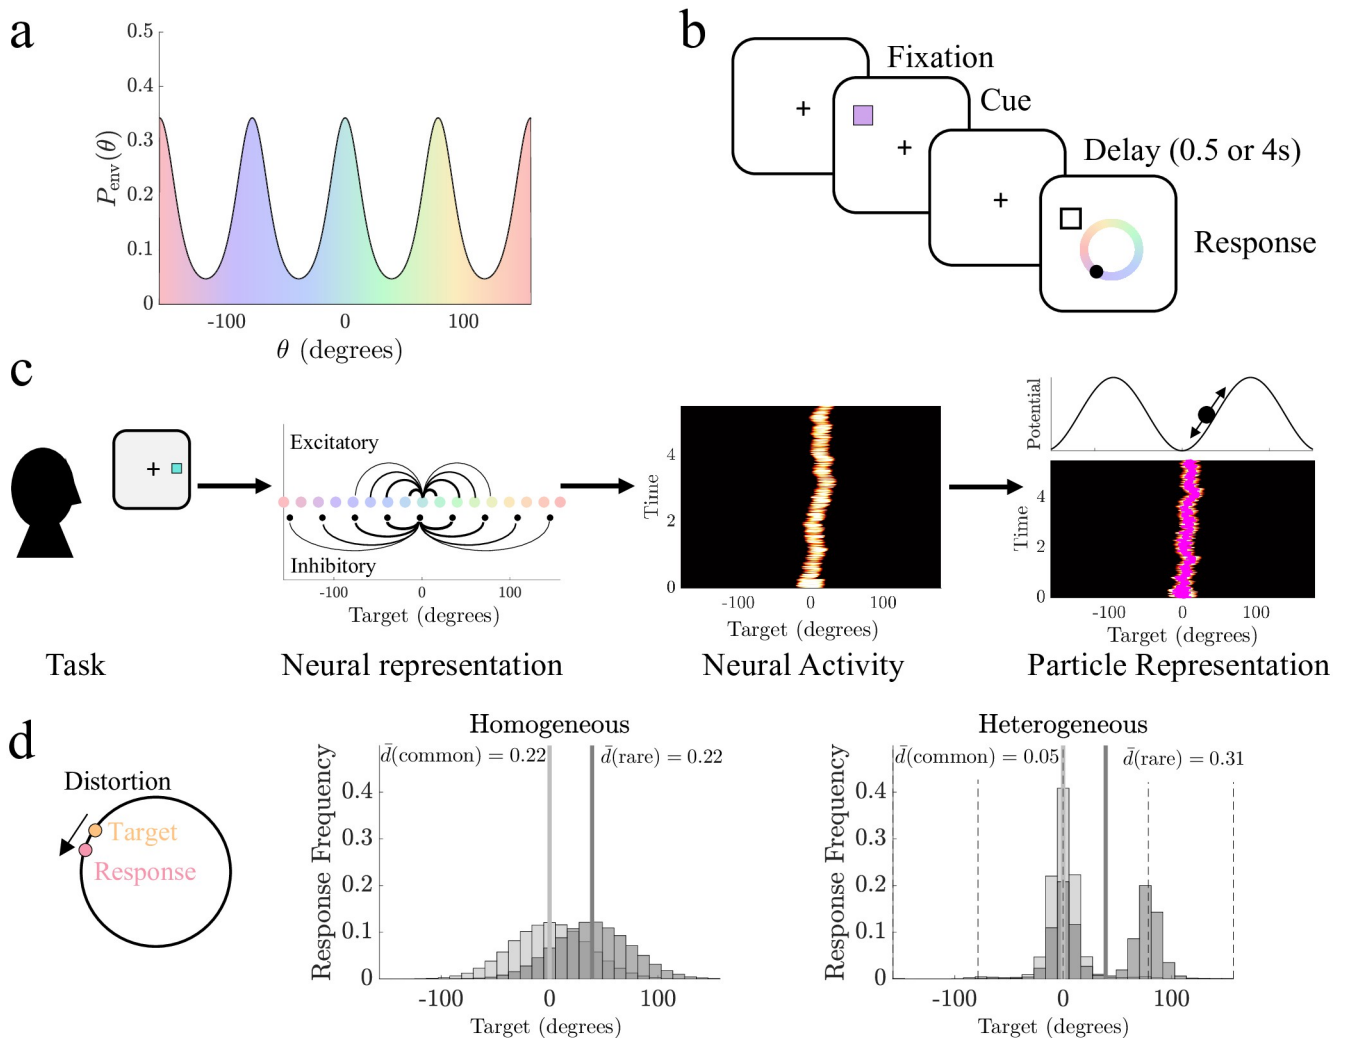 a
0.5
0.4
0.3
0.2
0.1
0
P_env(θ)
-100 0 100
θ (degrees)
b
Fixation
Cue
Delay (0.5 or 4s)
Response
c
Excitatory
Inhibitory
-100 0 100
Target (degrees)
Time
4
2
0
-100 0 100
Target (degrees)
Potential
Time
4
2
0
-100 0 100
Target (degrees)
Task
Neural representation
Neural Activity
Particle Representation
d
Distortion
Target
Response
Homogeneous
d̄(common) = 0.22
d̄(rare) = 0.22
Response Frequency
0.4
0.3
0.2
0.1
0
-100 0 100
Target (degrees)
Heterogeneous
d̄(common) = 0.05
d̄(rare) = 0.31
Response Frequency
0.4
0.3
0.2
0.1
0
-100 0 100
Target (degrees)